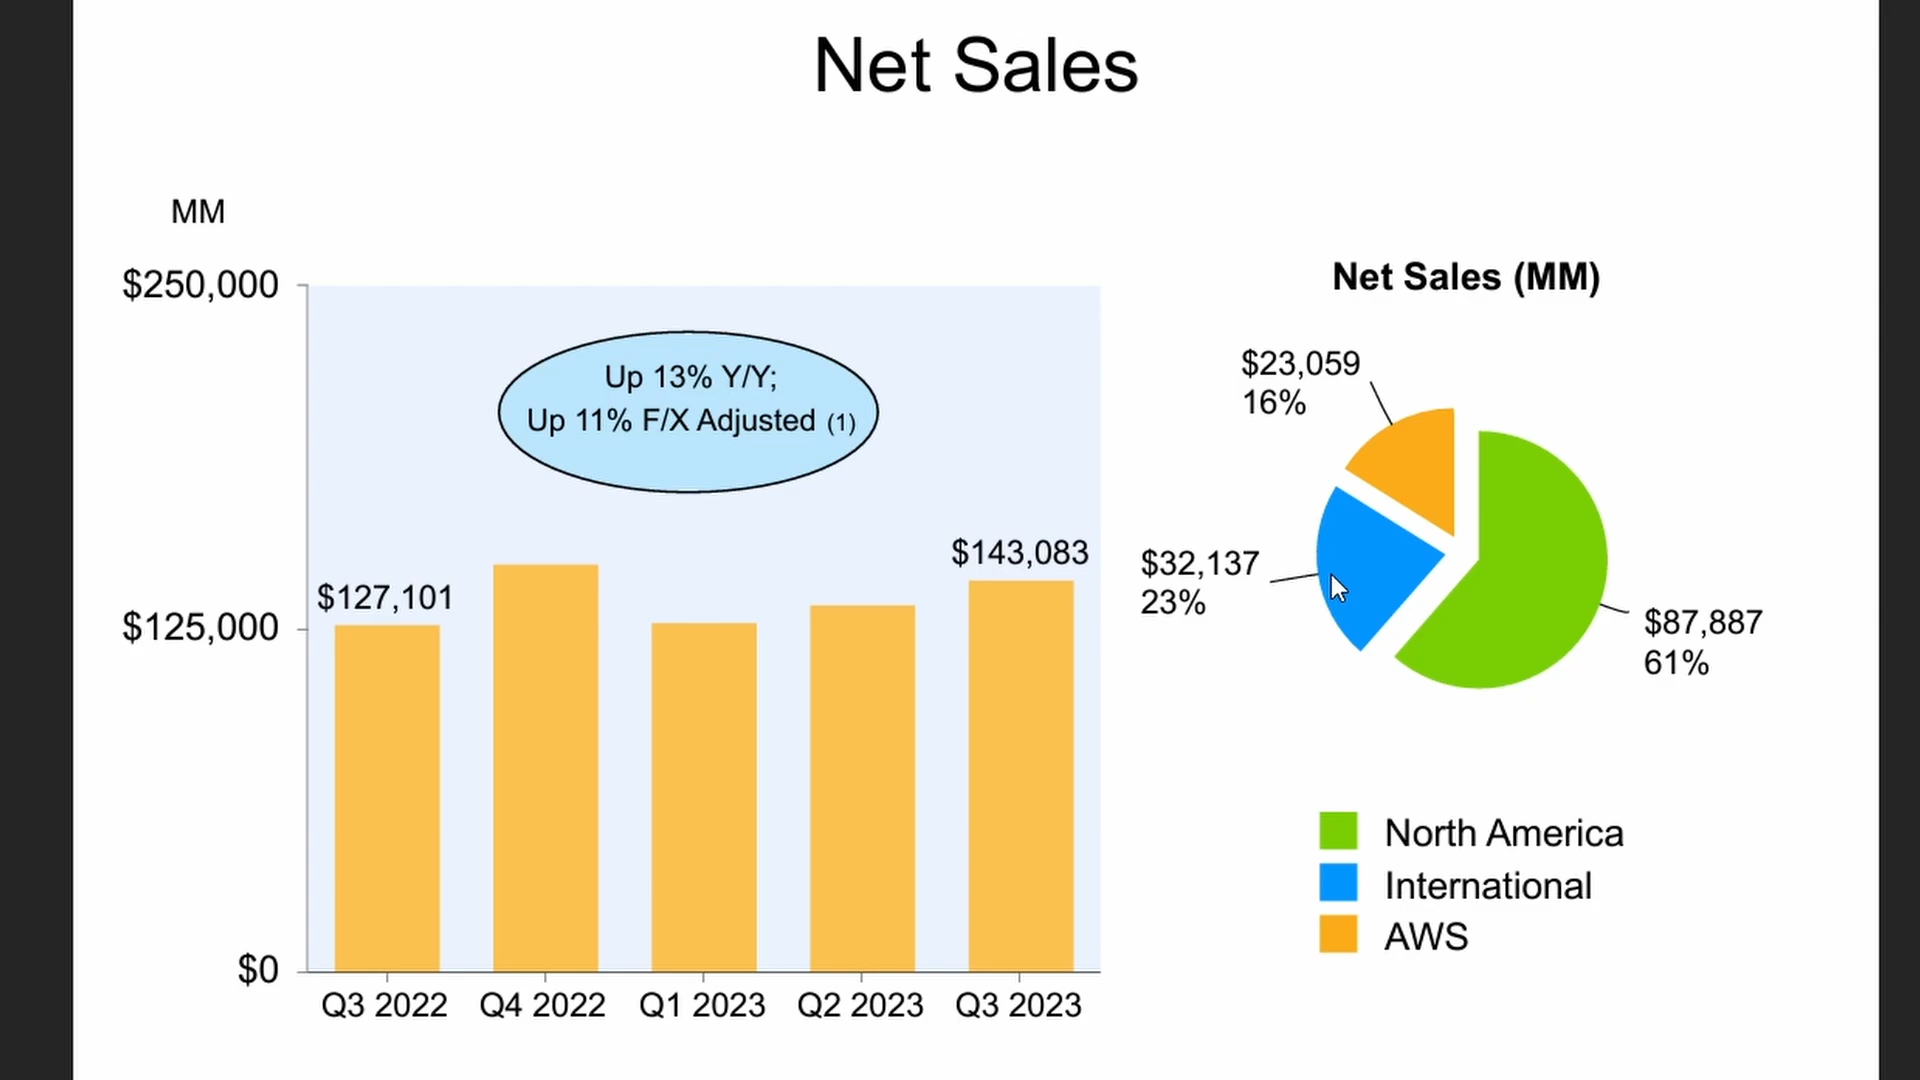 Net Sales
MM
$250,000
$125,000
$0
Up 13% Y/Y;
Up 11% F/X Adjusted (1)
$127,101
$143,083
Q3 2022
Q4 2022
Q1 2023
Q2 2023
Q3 2023
Net Sales (MM)
$23,059
16%
$32,137
23%
$87,887
61%
North America
International
AWS